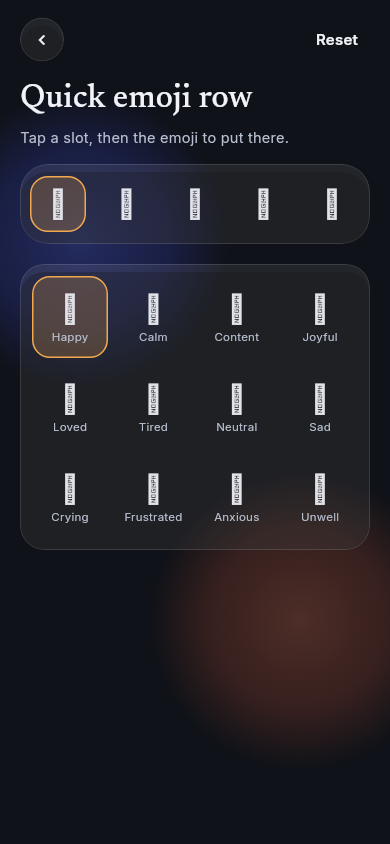 Reset
Quick emoji row
Tap a slot, then the emoji to put there.
Happy Calm Content Joyful
Loved Tired Neutral Sad
Crying Frustrated Anxious Unwell